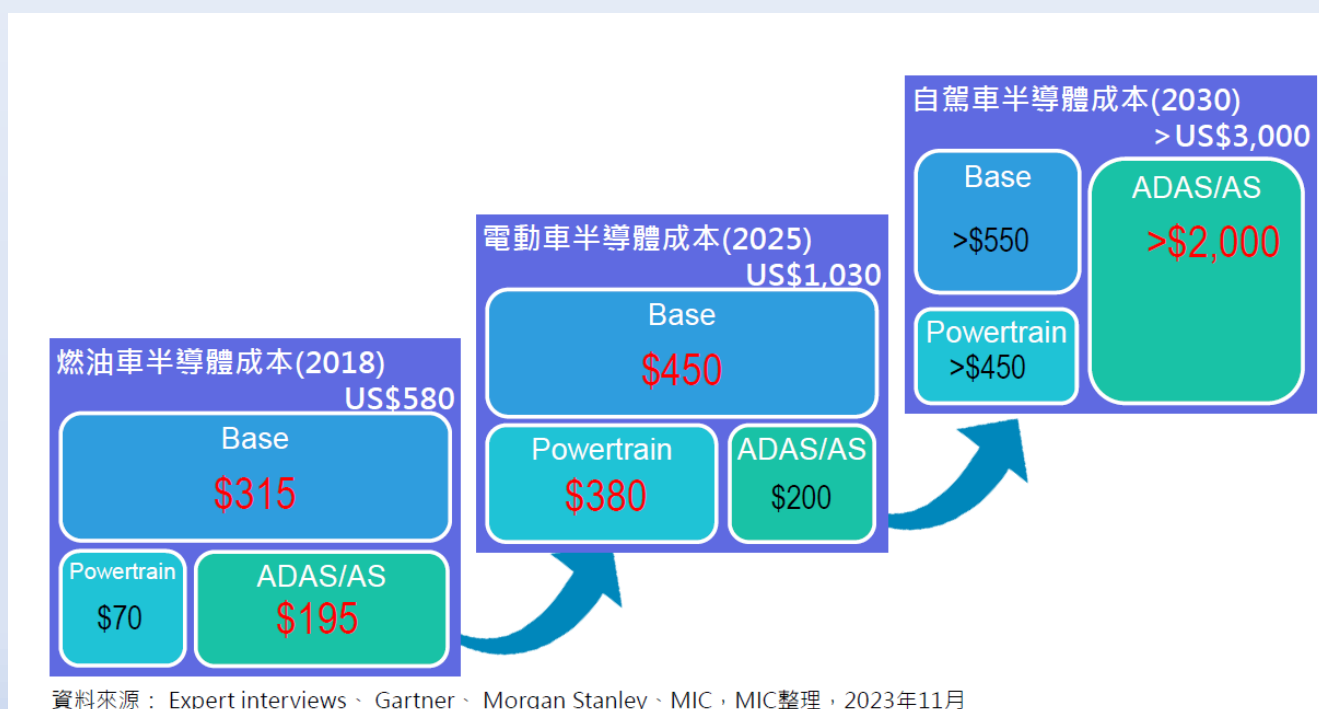 自駕車半導體成本(2030)
>US$3,000
Base
>$550
ADAS/AS
>$2,000
Powertrain
>$450
電動車半導體成本(2025)
US$1,030
Base
$450
Powertrain
$380
ADAS/AS
$200
燃油車半導體成本(2018)
US$580
Base
$315
Powertrain
$70
ADAS/AS
$195
資料來源： Expert interviews、 Gartner、 Morgan Stanley、MIC，MIC整理，2023年11月